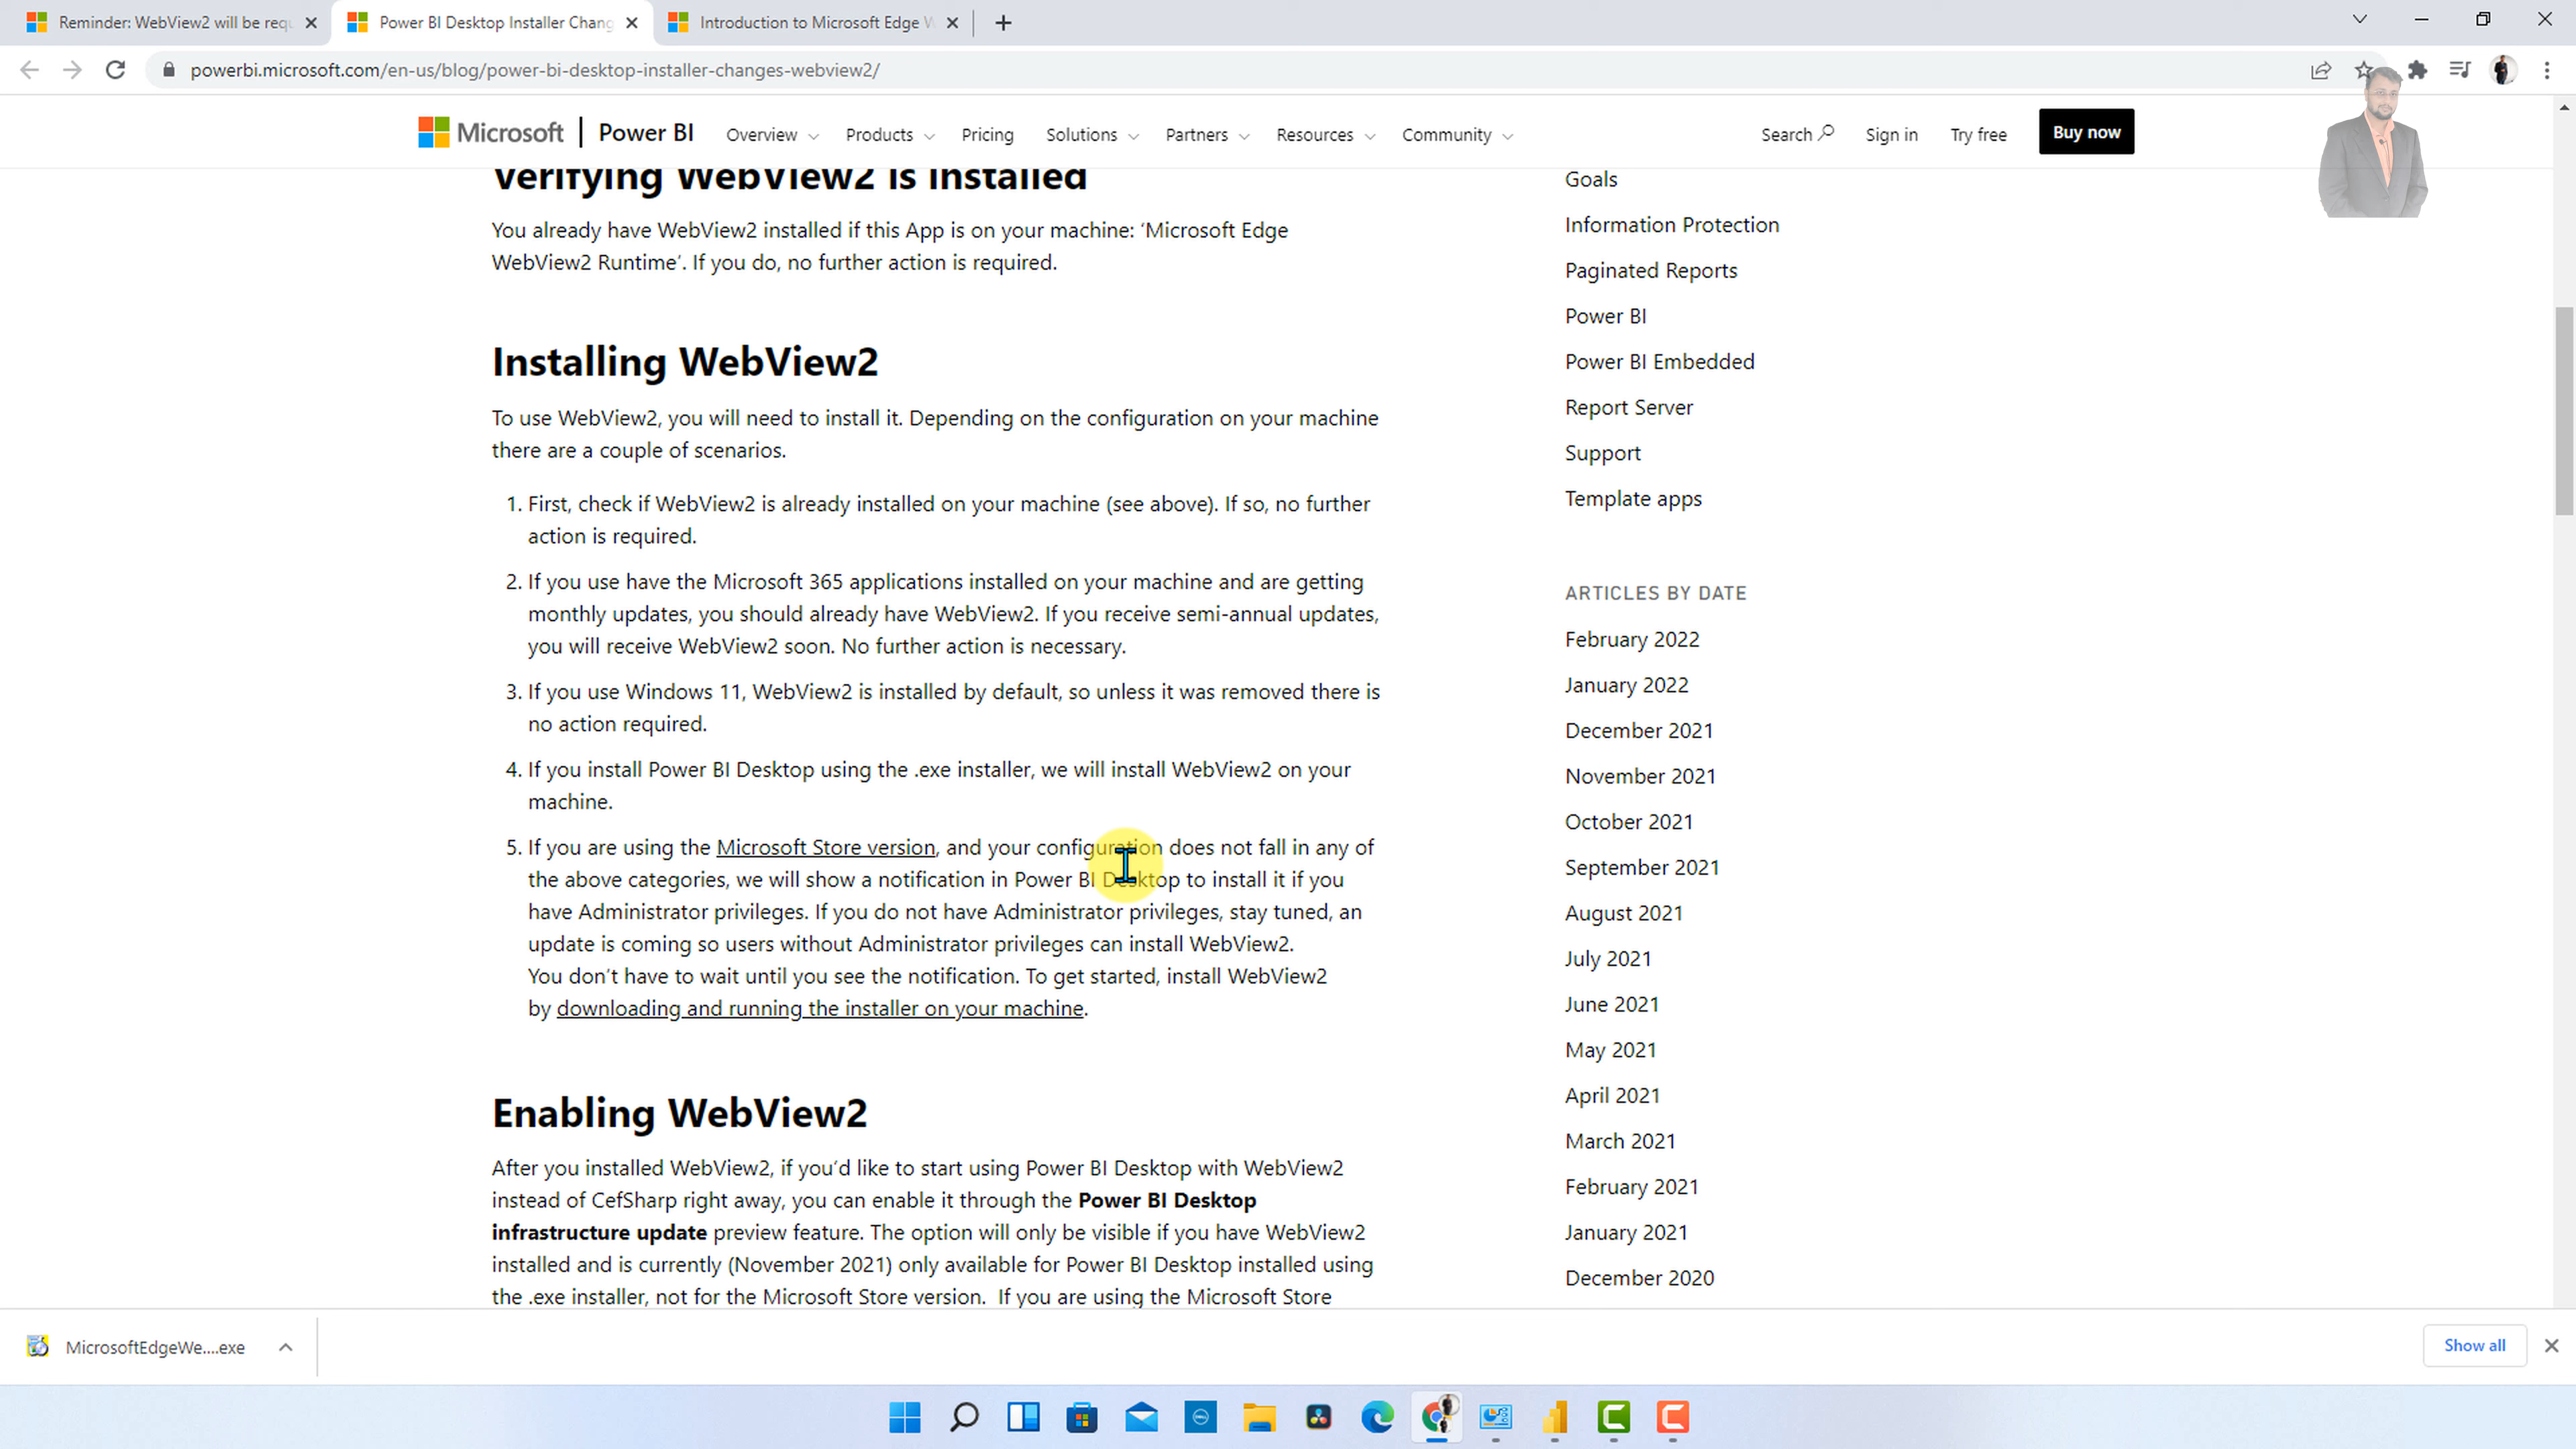 Reminder: WebView2 will be requ
Power BI Desktop Installer Chang
Introduction to Microsoft Edge W
powerbi.microsoft.com/en-us/blog/power-bi-desktop-installer-changes-webview2/
Microsoft | Power BI Overview Products Pricing Solutions Partners Resources Community Search Sign in Try free Buy now
Verifying WebView2 is installed
You already have WebView2 installed if this App is on your machine: ‘Microsoft Edge
WebView2 Runtime’. If you do, no further action is required.
Installing WebView2
To use WebView2, you will need to install it. Depending on the configuration on your machine
there are a couple of scenarios.
1. First, check if WebView2 is already installed on your machine (see above). If so, no further
action is required.
2. If you use have the Microsoft 365 applications installed on your machine and are getting
monthly updates, you should already have WebView2. If you receive semi-annual updates,
you will receive WebView2 soon. No further action is necessary.
3. If you use Windows 11, WebView2 is installed by default, so unless it was removed there is
no action required.
4. If you install Power BI Desktop using the .exe installer, we will install WebView2 on your
machine.
5. If you are using the Microsoft Store version, and your configuration does not fall in any of
the above categories, we will show a notification in Power BI Desktop to install it if you
have Administrator privileges. If you do not have Administrator privileges, stay tuned, an
update is coming so users without Administrator privileges can install WebView2.
You don’t have to wait until you see the notification. To get started, install WebView2
by downloading and running the installer on your machine.
Enabling WebView2
After you installed WebView2, if you’d like to start using Power BI Desktop with WebView2
instead of CefSharp right away, you can enable it through the Power BI Desktop
infrastructure update preview feature. The option will only be visible if you have WebView2
installed and is currently (November 2021) only available for Power BI Desktop installed using
the .exe installer, not for the Microsoft Store version. If you are using the Microsoft Store
Goals
Information Protection
Paginated Reports
Power BI
Power BI Embedded
Report Server
Support
Template apps
ARTICLES BY DATE
February 2022
January 2022
December 2021
November 2021
October 2021
September 2021
August 2021
July 2021
June 2021
May 2021
April 2021
March 2021
February 2021
January 2021
December 2020
MicrosoftEdgeWe....exe
Show all